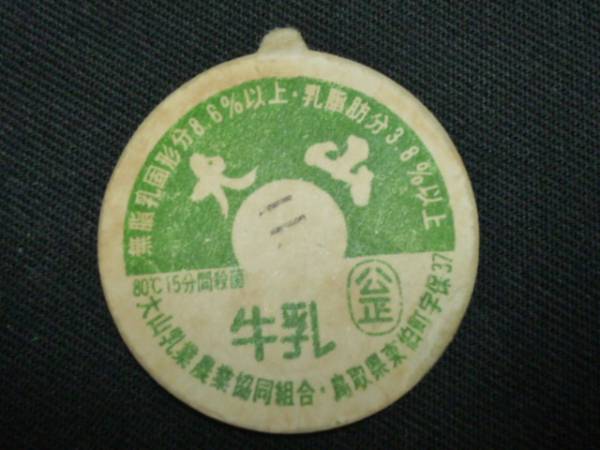 無脂乳固形分8.6%以上・乳脂肪分3.8%以上
大山
二
80℃15分間殺菌
公正
牛乳
大山乳業農業協同組合・鳥取県東伯町字保37